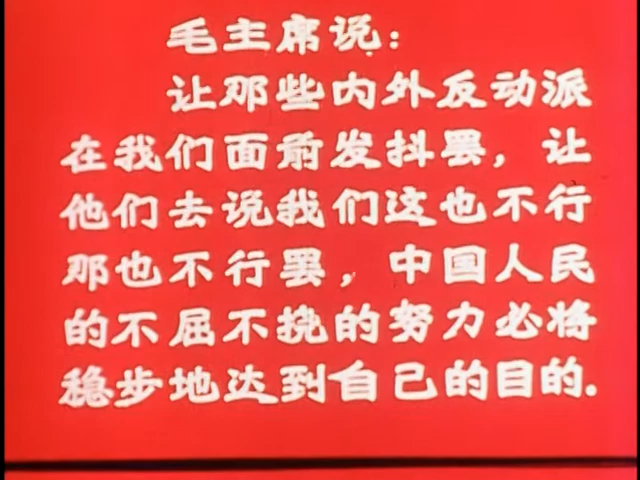 毛主席说:
让那些内外反动派
在我们面前发抖罢，让
他们去说我们这也不行
那也不行罢，中国人民
的不屈不挠的努力必将
稳步地达到自己的目的.